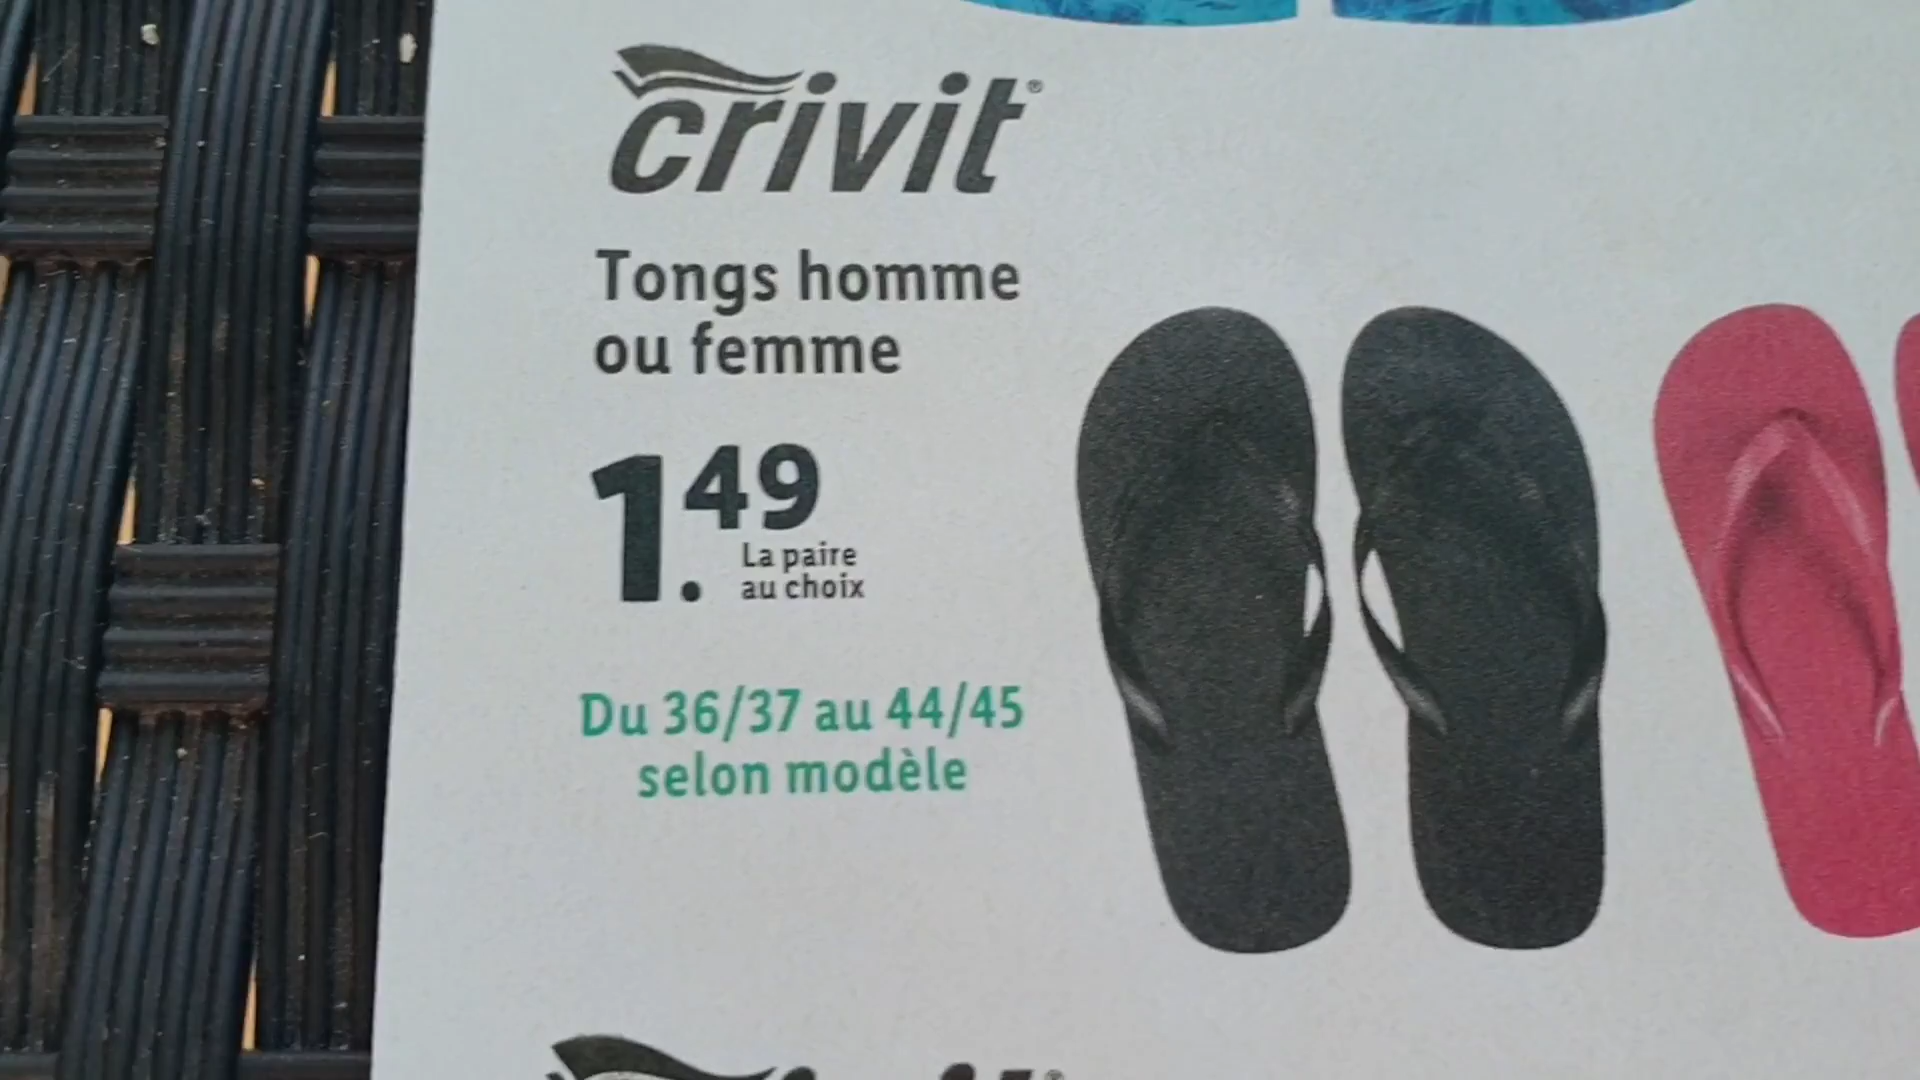 crivit®
Tongs homme
ou femme
1.49
La paire
au choix
Du 36/37 au 44/45
selon modèle